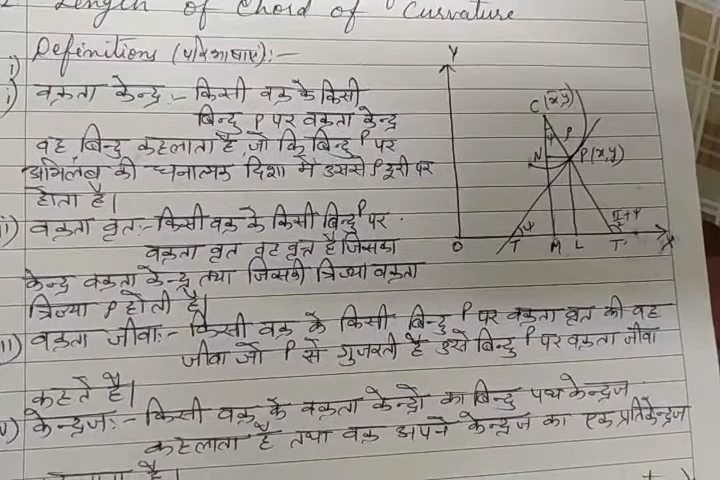 Length of Chord of Curvature
Definitions (परिभाषाएं):—
i) वक्रता केन्द्र:- किसी वक्र के किसी
बिन्दु P पर वक्रता केन्द्र
वह बिन्दु कहलाता है, जो कि बिन्दु P पर
अभिलंब की धनात्मक दिशा में उससे ρ दूरी पर
होता है।
ii) वक्रता वृत:- किसी वक्र के किसी बिन्दु P पर
वक्रता वृत वह वृत्त है जिसका
केन्द्र वक्रता केन्द्र तथा जिसकी त्रिज्या वक्रता
त्रिज्या ρ होती है।
iii) वक्रता जीवा:- किसी वक्र के किसी बिन्दु P पर वक्रता वृत की वह
जीवा जो P से गुजरती है उसे बिन्दु P पर वक्रता जीवा
कहते है।
iv) केन्द्रज:- किसी वक्र के वक्रता केन्द्रों का बिन्दु पथ केन्द्रज
कहलाता है तथा वक्र अपने केन्द्रज का एक प्रतिकेन्द्रज
है।
Y
C(x̄,ȳ)
ψ ρ
N P(x,y)
ψ π/2+ψ
O T M L T' X